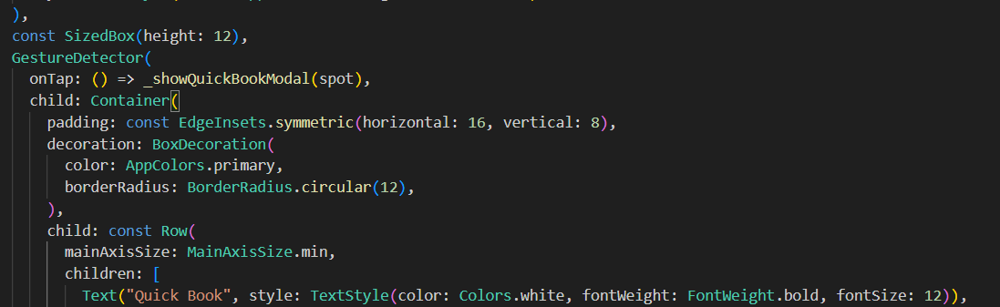 ),
const SizedBox(height: 12),
GestureDetector(
onTap: () => _showQuickBookModal(spot),
child: Container(
padding: const EdgeInsets.symmetric(horizontal: 16, vertical: 8),
decoration: BoxDecoration(
color: AppColors.primary,
borderRadius: BorderRadius.circular(12),
),
child: const Row(
mainAxisSize: MainAxisSize.min,
children: [
Text("Quick Book", style: TextStyle(color: Colors.white, fontWeight: FontWeight.bold, fontSize: 12)),